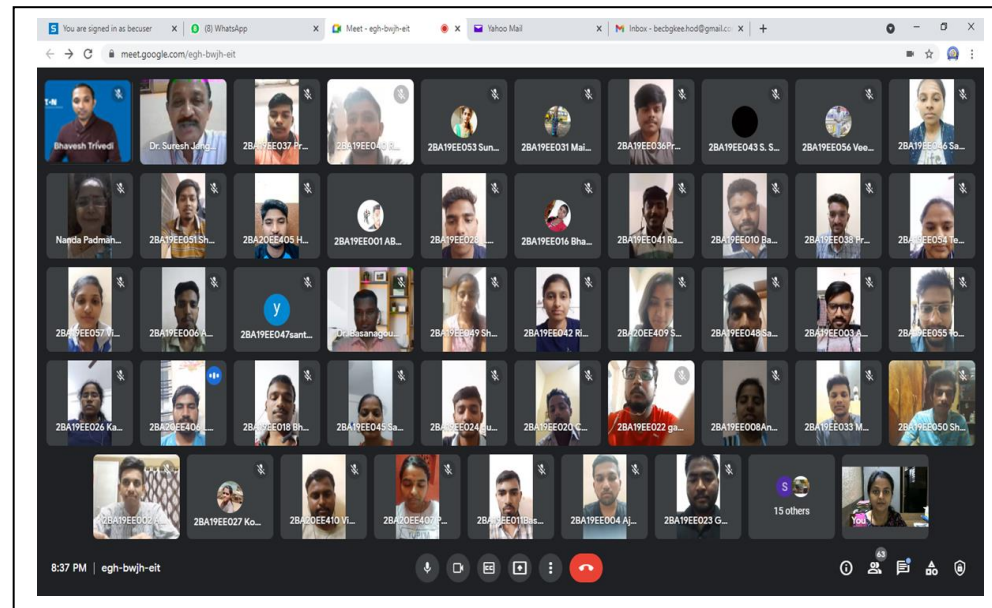 You are signed in as becuser
(8) WhatsApp
Meet - egh-bwjh-eit
Yahoo Mail
Inbox - becbgkee.hod@gmail.co
meet.google.com/egh-bwjh-eit
Bhavesh Trivedi
Dr. Suresh Jang...
2BA19EE037 Pr...
2BA19EE040
2BA19EE053 Sun...
2BA19EE031 Mai...
2BA19EE036Pr...
2BA19EE043 S. S...
2BA19EE056 Vee...
2BA19EE046 Sa...
Nanda Padman...
2BA19EE051Sh...
2BA20EE405 H...
2BA19EE001 AB...
2BA19EE028
2BA19EE016 Bha...
2BA19EE041 Ra...
2BA19EE010 Ba...
2BA19EE038 Pr...
2BA19EE054 Te...
2BA19EE057 Vi...
2BA19EE006 A...
y
2BA19EE047sant...
Dr.Basanagou...
2BA19EE049 Sh...
2BA19EE042 Ri...
2BA20EE409 S...
2BA19EE048Sa...
2BA19EE003 A...
2BA19EE055
2BA19EE026 Ka...
2BA20EE406
2BA19EE018 Bh...
2BA19EE045 Sa...
2BA19EE024
2BA19EE020 C...
2BA19EE022 ga...
2BA19EE008An...
2BA19EE033 M...
2BA19EE050 Sh...
2BA19EE002
2BA19EE027 Ko...
2BA20EE410 Vi...
2BA20EE407
2BA19EE011Bas...
2BA19EE004 Aj...
2BA19EE023 G...
S
15 others
You
8:37 PM | egh-bwjh-eit
63